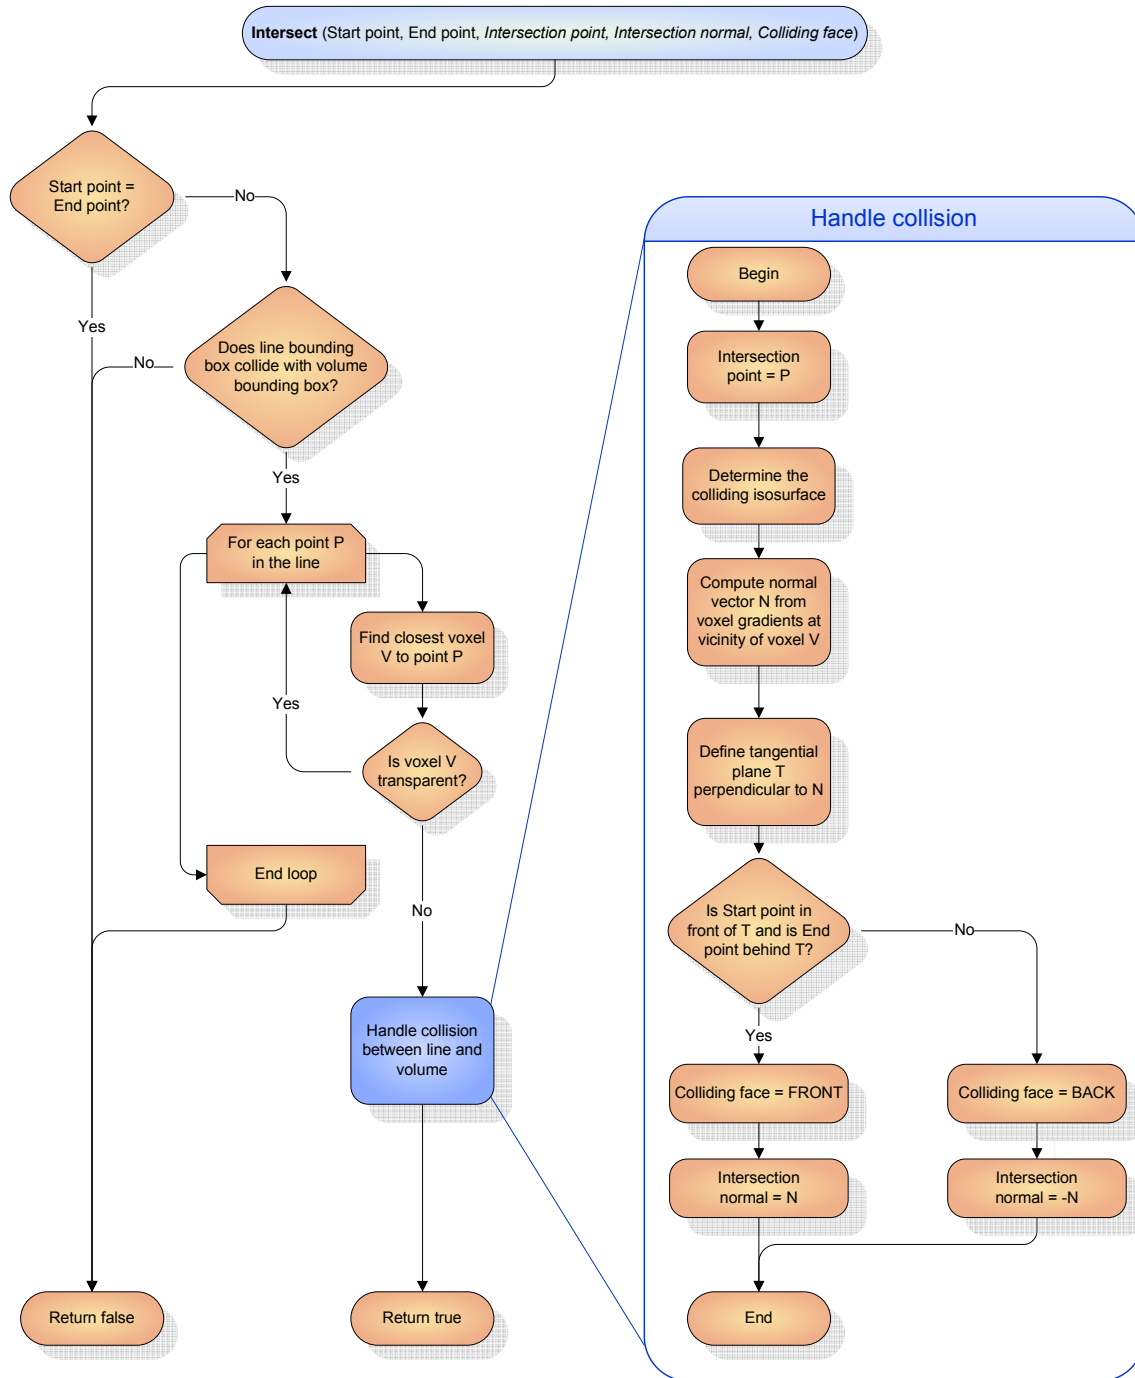 Intersect (Start point, End point, Intersection point, Intersection normal, Colliding face)
Start point =
End point?
No
Yes
Does line bounding
box collide with volume
bounding box?
No
Yes
For each point P
in the line
Find closest voxel
V to point P
Yes
Is voxel V
transparent?
End loop
No
Handle collision
between line and
volume
Return false
Return true
Handle collision
Begin
Intersection
point = P
Determine the
colliding isosurface
Compute normal
vector N from
voxel gradients at
vicinity of voxel V
Define tangential
plane T
perpendicular to N
Is Start point in
front of T and is End
point behind T?
No
Yes
Colliding face = FRONT
Colliding face = BACK
Intersection
normal = N
Intersection
normal = -N
End